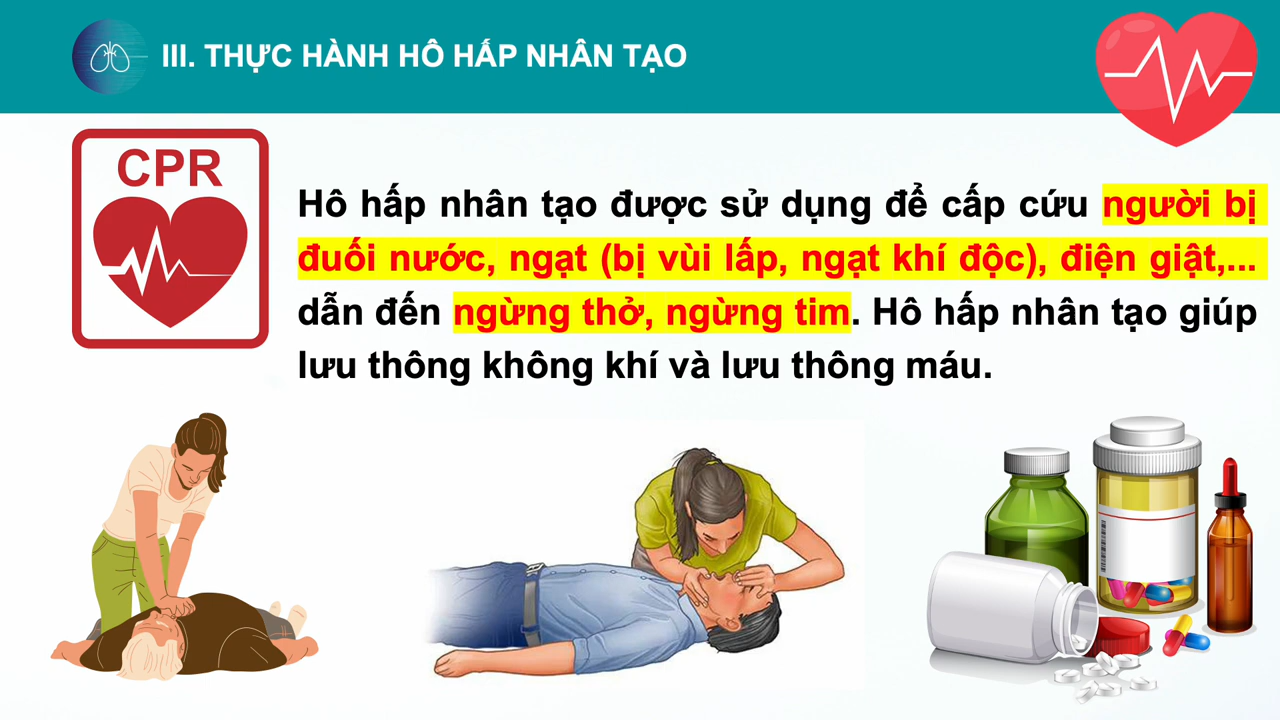 III. THỰC HÀNH HÔ HẤP NHÂN TẠO
CPR
Hô hấp nhân tạo được sử dụng để cấp cứu người bị
đuối nước, ngạt (bị vùi lấp, ngạt khí độc), điện giật,...
dẫn đến ngừng thở, ngừng tim. Hô hấp nhân tạo giúp
lưu thông không khí và lưu thông máu.